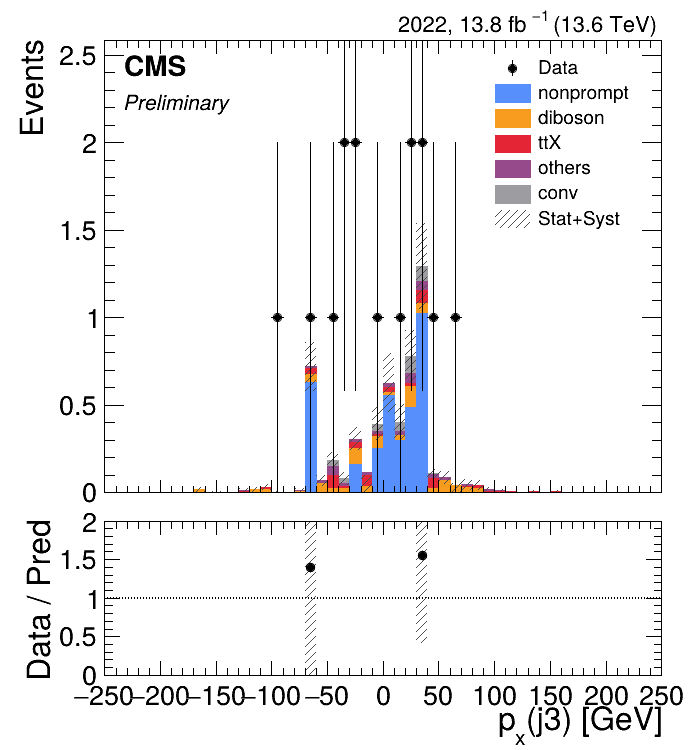 2022, 13.8 fb⁻¹ (13.6 TeV)
Events
CMS
Preliminary
Data
nonprompt
diboson
ttX
others
conv
Stat+Syst
2.5
2
1.5
1
0.5
0
Data / Pred
2
1.5
1
0.5
0
−250 −200 −150 −100 −50 0 50 100 150 200 250
pₓ(j3) [GeV]